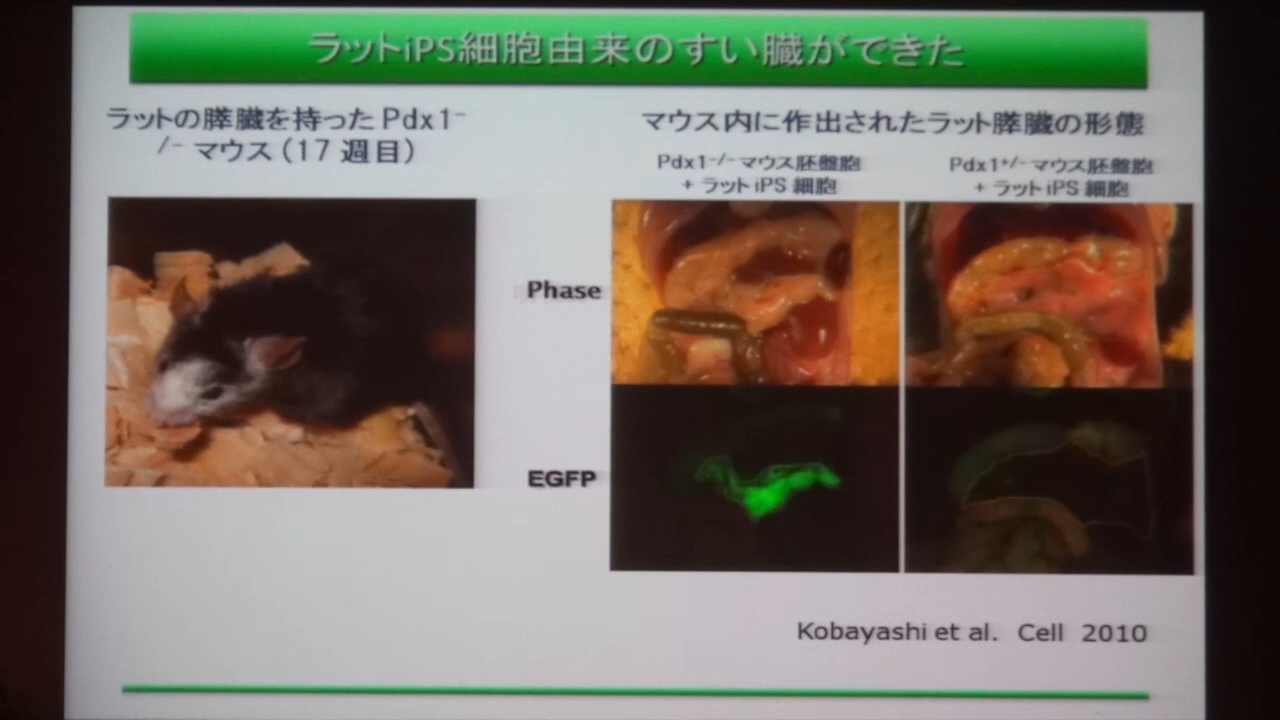 ラットiPS細胞由来のすい臓ができた
ラットの膵臓を持ったPdx1⁻
/⁻ マウス(17 週目)
マウス内に作出されたラット膵臓の形態
Pdx1⁻/⁻マウス胚盤胞
+ ラットiPS 細胞
Pdx1⁺/⁻マウス胚盤胞
+ ラットiPS 細胞
Phase
EGFP
Kobayashi et al. Cell 2010